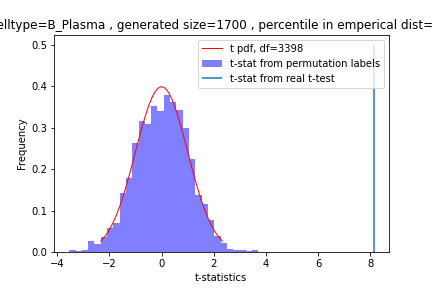 elltype=B_Plasma , generated size=1700 , percentile in emperical dist=
t pdf, df=3398
t-stat from permutation labels
t-stat from real t-test
0.5
0.4
0.3
0.2
0.1
0.0
Frequency
−4 −2 0 2 4 6 8
t-statistics